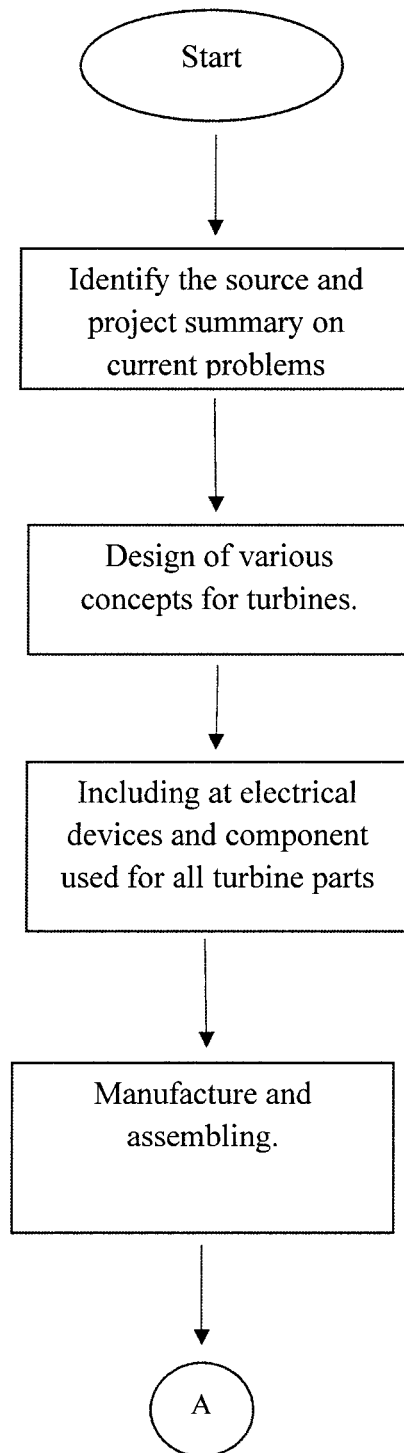 Start
Identify the source and
project summary on
current problems
Design of various
concepts for turbines.
Including at electrical
devices and component
used for all turbine parts
Manufacture and
assembling.
A